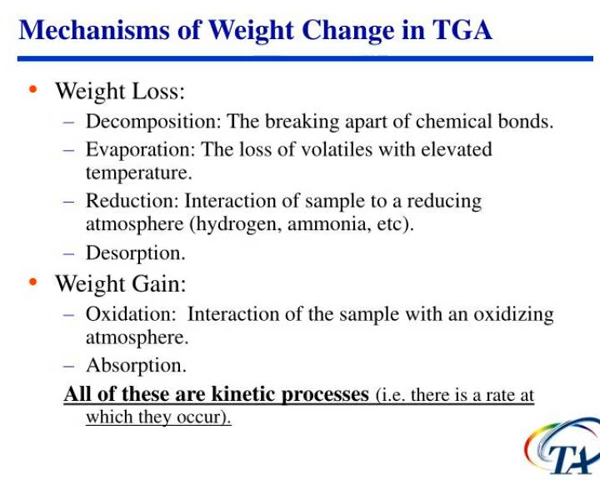 Mechanisms of Weight Change in TGA
• Weight Loss:
– Decomposition: The breaking apart of chemical bonds.
– Evaporation: The loss of volatiles with elevated
temperature.
– Reduction: Interaction of sample to a reducing
atmosphere (hydrogen, ammonia, etc).
– Desorption.
• Weight Gain:
– Oxidation:  Interaction of the sample with an oxidizing
atmosphere.
– Absorption.
All of these are kinetic processes (i.e. there is a rate at
which they occur).
TA